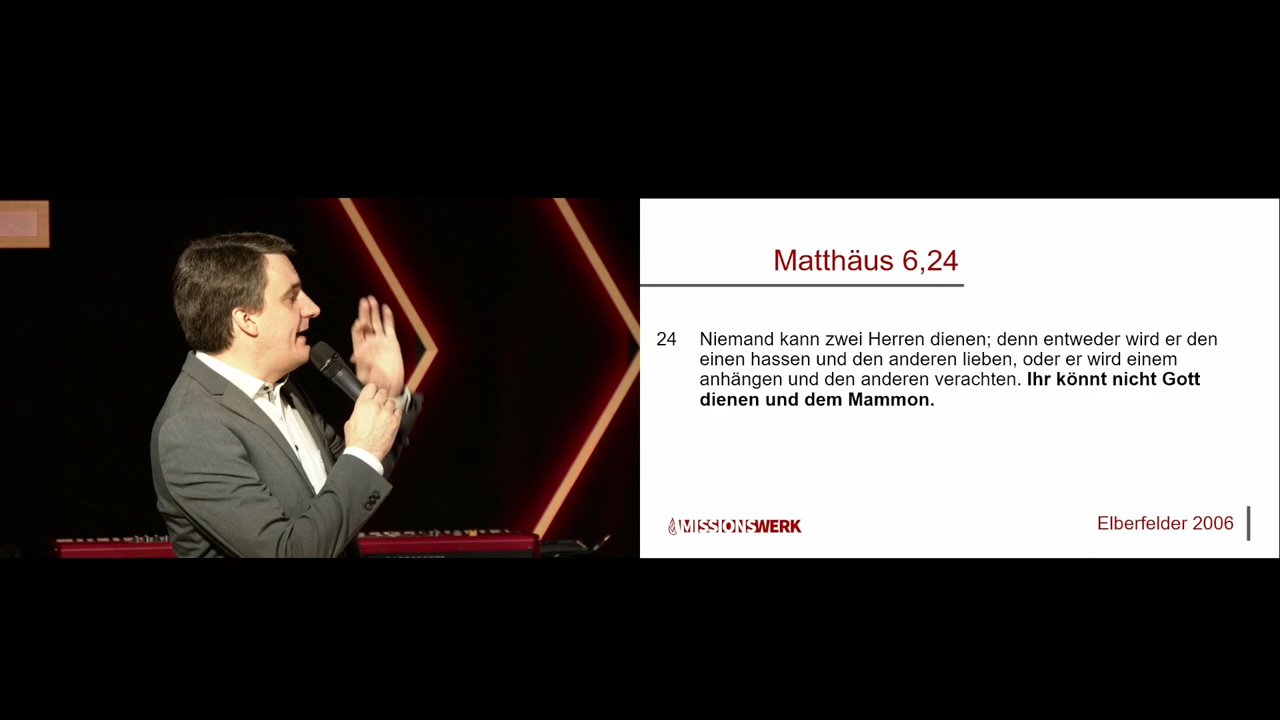 Matthäus 6,24
24 Niemand kann zwei Herren dienen; denn entweder wird er den
einen hassen und den anderen lieben, oder er wird einem
anhängen und den anderen verachten. Ihr könnt nicht Gott
dienen und dem Mammon.
MISSIONSWERK
Elberfelder 2006